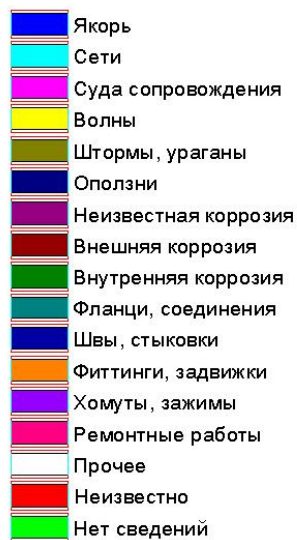 Якорь
Сети
Суда сопровождения
Волны
Штормы, ураганы
Оползни
Неизвестная коррозия
Внешняя коррозия
Внутренняя коррозия
Фланци, соединения
Швы, стыковки
Фиттинги, задвижки
Хомуты, зажимы
Ремонтные работы
Прочее
Неизвестно
Нет сведений